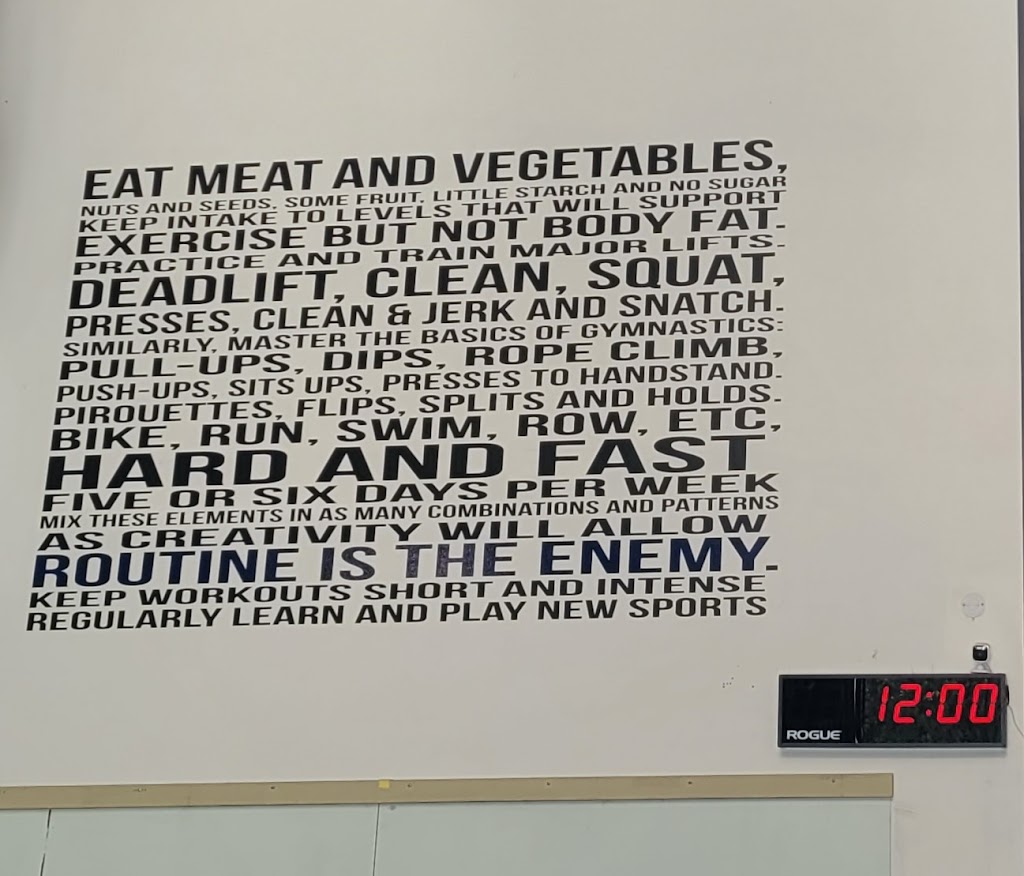 EAT MEAT AND VEGETABLES,
NUTS AND SEEDS. SOME FRUIT. LITTLE STARCH AND NO SUGAR
KEEP INTAKE TO LEVELS THAT WILL SUPPORT
EXERCISE BUT NOT BODY FAT.
PRACTICE AND TRAIN MAJOR LIFTS.
DEADLIFT, CLEAN, SQUAT,
PRESSES, CLEAN & JERK AND SNATCH.
SIMILARLY, MASTER THE BASICS OF GYMNASTICS:
PULL-UPS, DIPS, ROPE CLIMB,
PUSH-UPS, SITS UPS, PRESSES TO HANDSTAND.
PIROUETTES, FLIPS, SPLITS AND HOLDS.
BIKE, RUN, SWIM, ROW, ETC,
HARD AND FAST
FIVE OR SIX DAYS PER WEEK
MIX THESE ELEMENTS IN AS MANY COMBINATIONS AND PATTERNS
AS CREATIVITY WILL ALLOW
ROUTINE IS THE ENEMY.
KEEP WORKOUTS SHORT AND INTENSE
REGULARLY LEARN AND PLAY NEW SPORTS
12:00
ROGUE